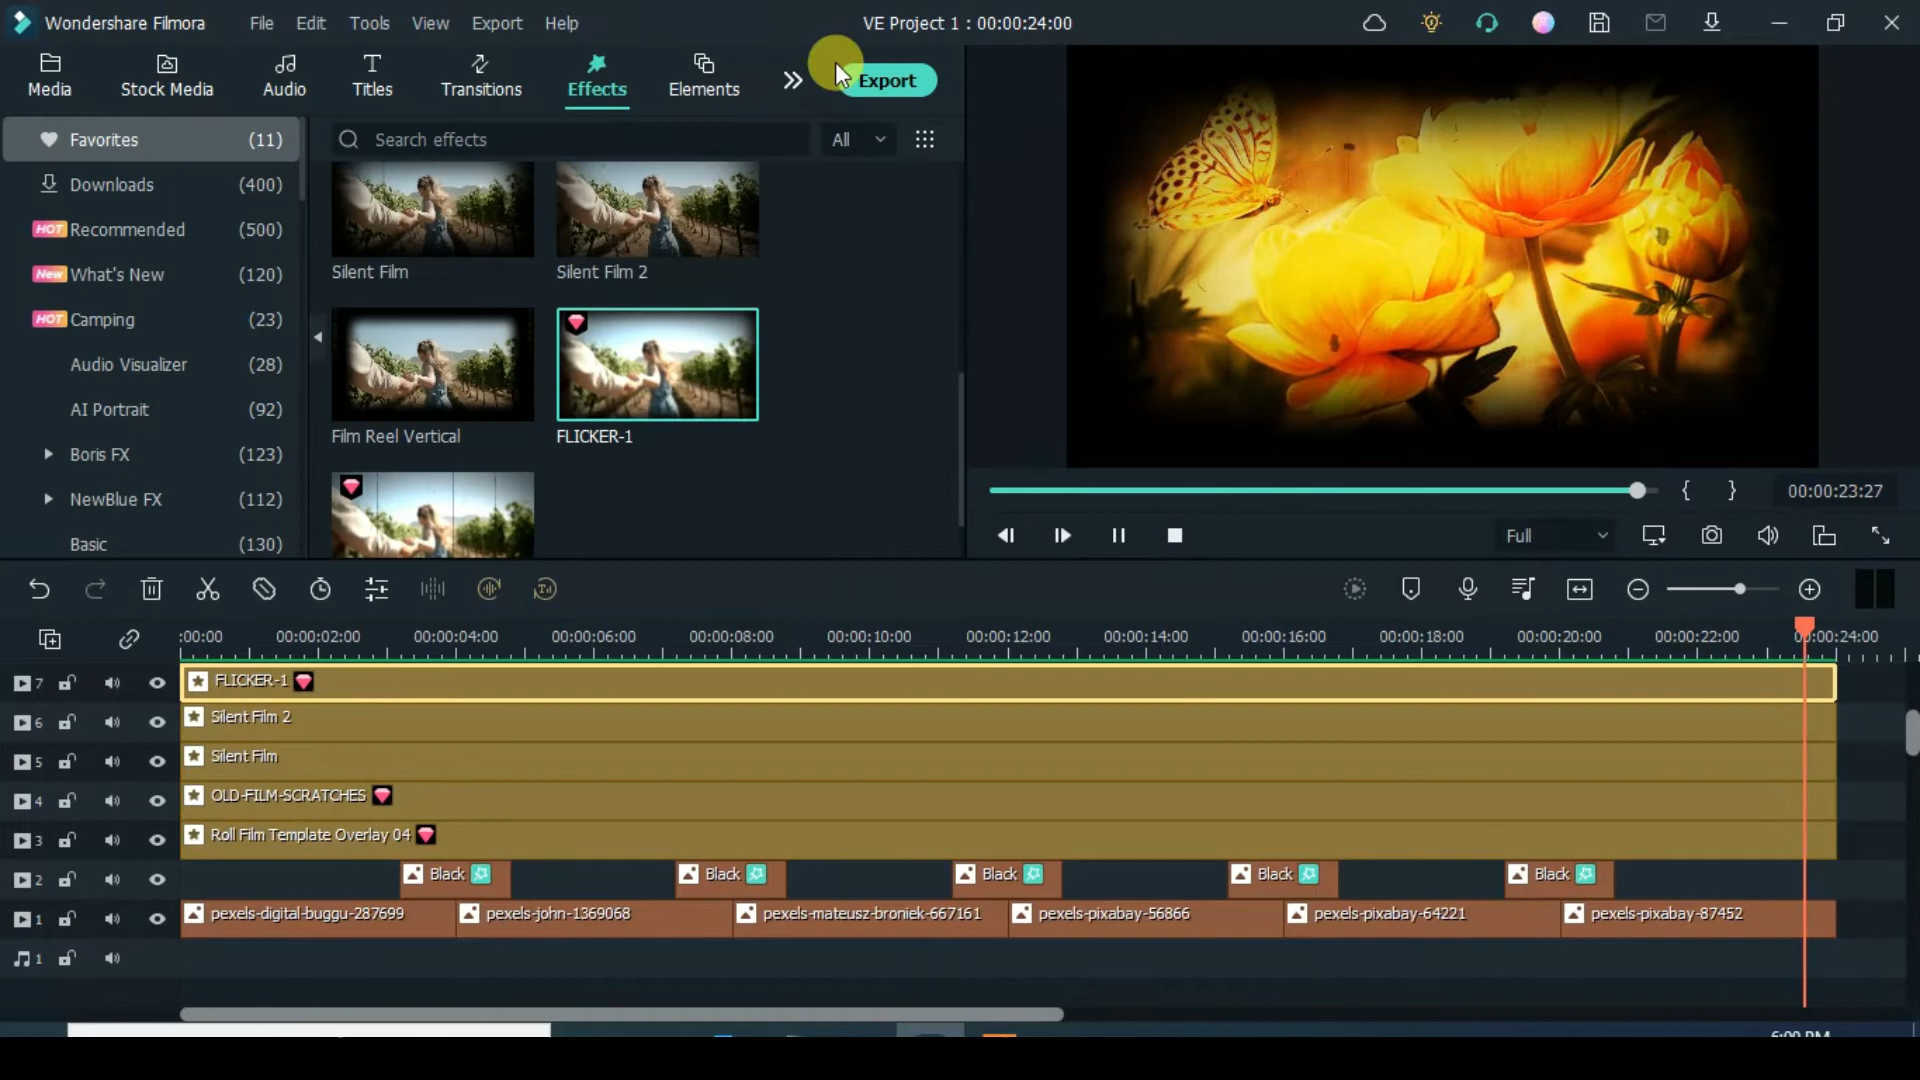 Wondershare Filmora File Edit Tools View Export Help VE Project 1 : 00:00:24:00
Media Stock Media Audio Titles Transitions Effects Elements Export
Favorites (11)
Downloads (400)
HOT Recommended (500)
New What's New (120)
HOT Camping (23)
Audio Visualizer (28)
AI Portrait (92)
Boris FX (123)
NewBlue FX (112)
Basic (130)
Search effects All
Silent Film Silent Film 2
Film Reel Vertical FLICKER-1
00:00:23:27
Full
:00:00 00:00:02:00 00:00:04:00 00:00:06:00 00:00:08:00 00:00:10:00 00:00:12:00 00:00:14:00 00:00:16:00 00:00:18:00 00:00:20:00 00:00:22:00 00:00:24:00
7 FLICKER-1
6 Silent Film 2
5 Silent Film
4 OLD-FILM-SCRATCHES
3 Roll Film Template Overlay 04
2 Black Black Black Black Black
1 pexels-digital-buggu-287699 pexels-john-1369068 pexels-mateusz-broniek-667161 pexels-pixabay-56866 pexels-pixabay-64221 pexels-pixabay-87452
1
6:00 PM